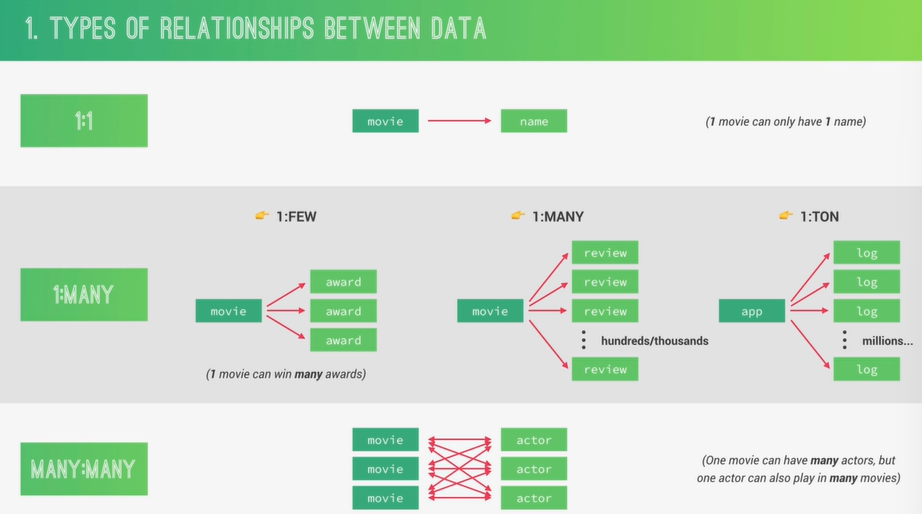 1. TYPES OF RELATIONSHIPS BETWEEN DATA
1:1
movie
name
(1 movie can only have 1 name)
1:MANY
👉 1:FEW
movie
award
award
award
(1 movie can win many awards)
👉 1:MANY
movie
review
review
review
hundreds/thousands
review
👉 1:TON
app
log
log
log
millions...
log
MANY:MANY
movie
movie
movie
actor
actor
actor
(One movie can have many actors, but
one actor can also play in many movies)